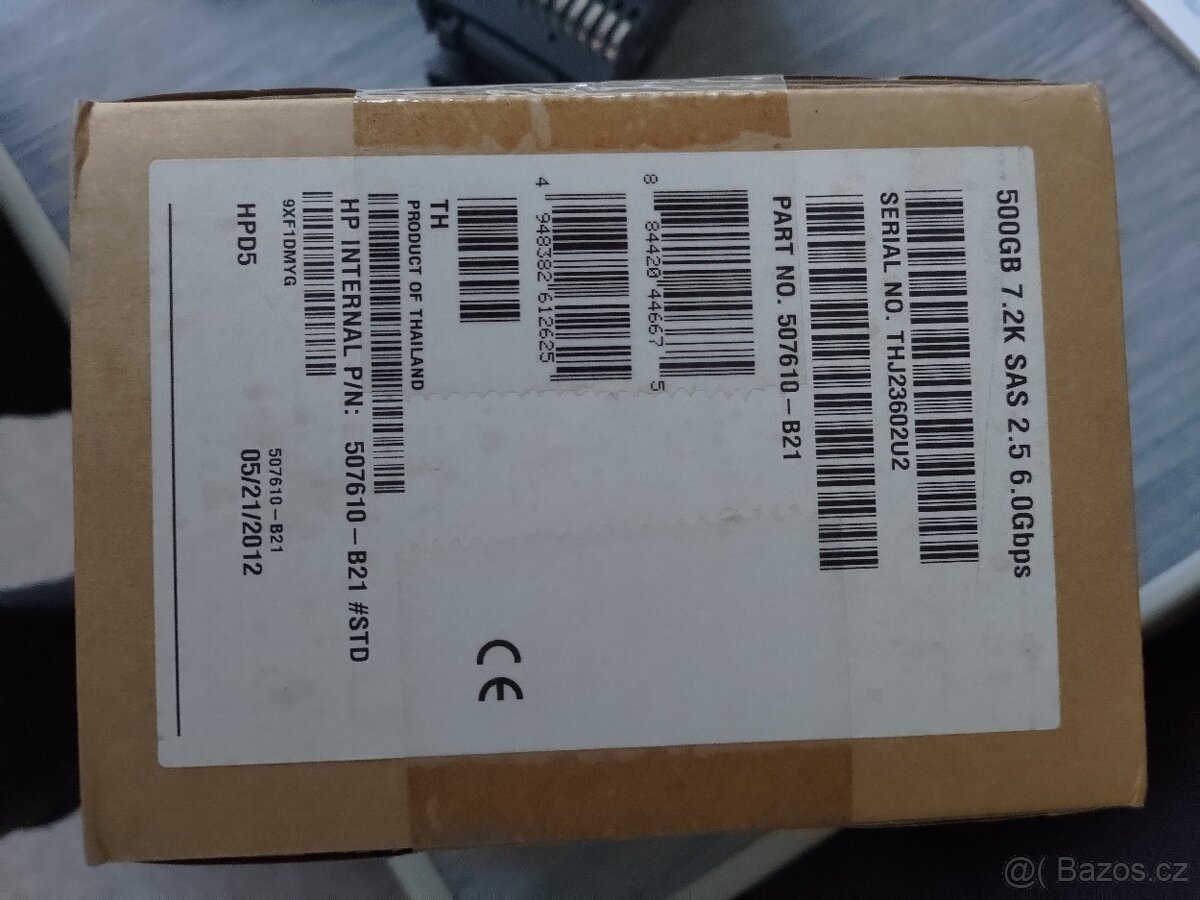 500GB 7.2K SAS 2.5 6.0Gbps
SERIAL NO. THJ23602U2
PART NO. 507610-B21
8 84420 44667 5
4 948382 612625
TH
PRODUCT OF THAILAND
HP INTERNAL P/N: 507610-B21 #STD
9XF1DMYG
507610-B21
HPD5
05/21/2012
CE
@( Bazos.cz